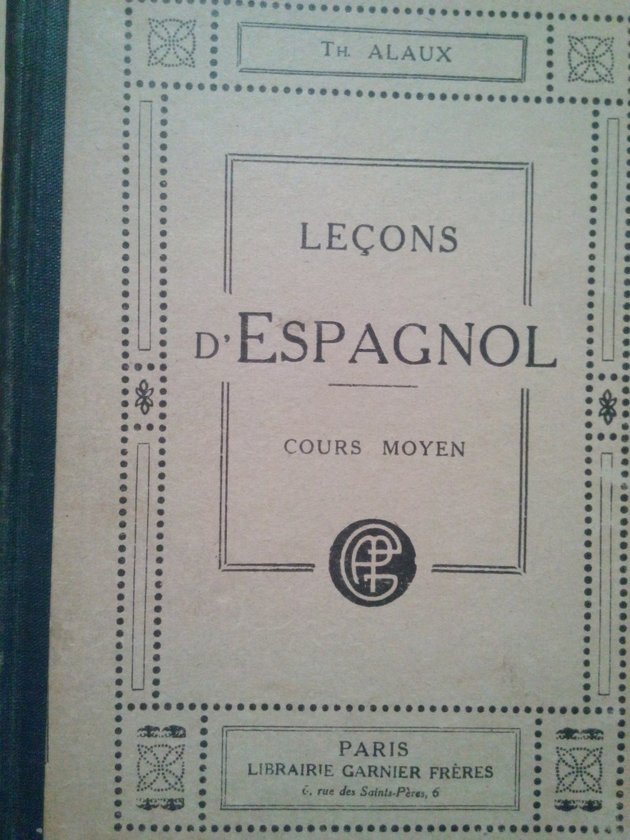 TH. ALAUX
LEÇONS
D'ESPAGNOL
COURS MOYEN
PARIS
LIBRAIRIE GARNIER FRÈRES
6, rue des Saints-Pères, 6